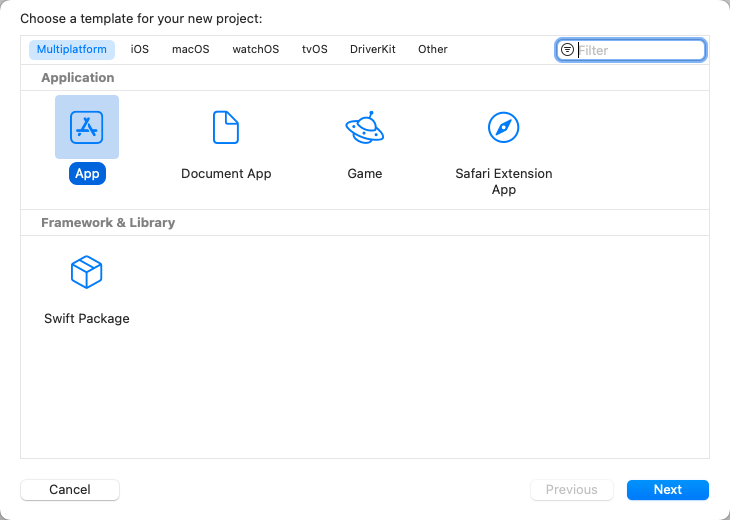 Choose a template for your new project:
Multiplatform iOS macOS watchOS tvOS DriverKit Other Filter
Application
App Document App Game Safari Extension App
Framework & Library
Swift Package
Cancel Previous Next